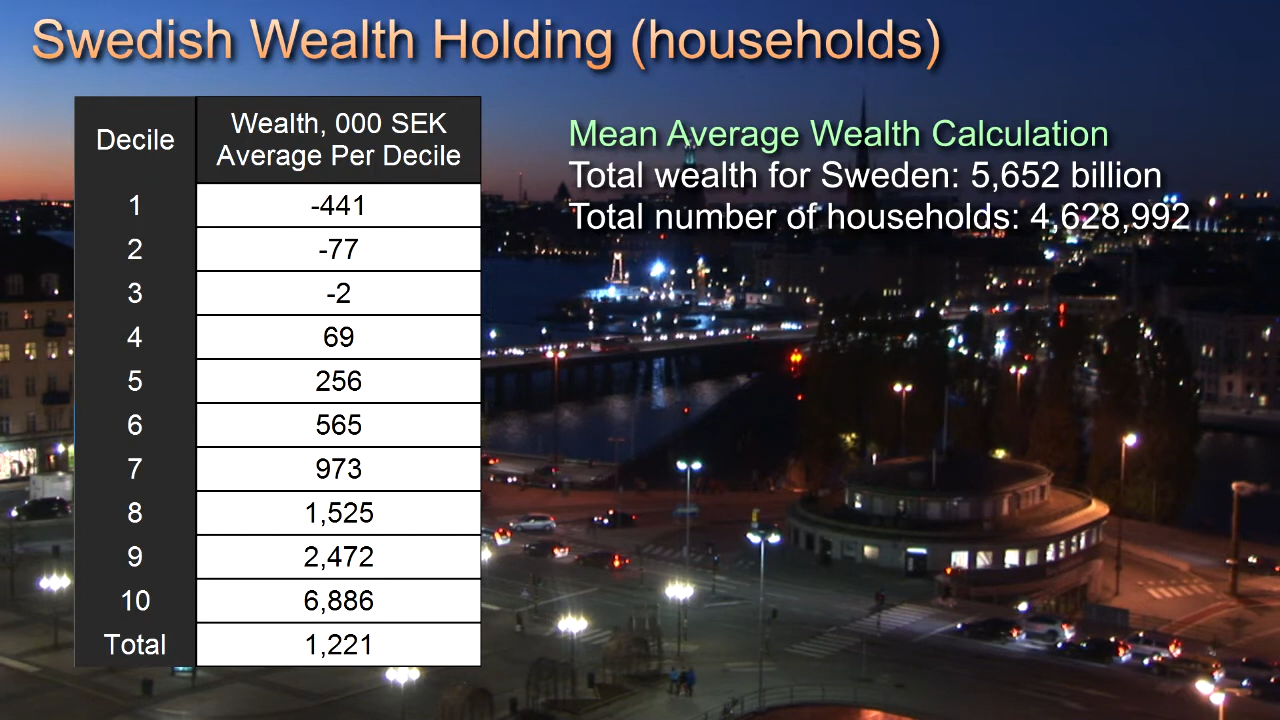 Swedish Wealth Holding (households)
Decile
Wealth, 000 SEK
Average Per Decile
1 -441
2 -77
3 -2
4 69
5 256
6 565
7 973
8 1,525
9 2,472
10 6,886
Total 1,221
Mean Average Wealth Calculation
Total wealth for Sweden: 5,652 billion
Total number of households: 4,628,992